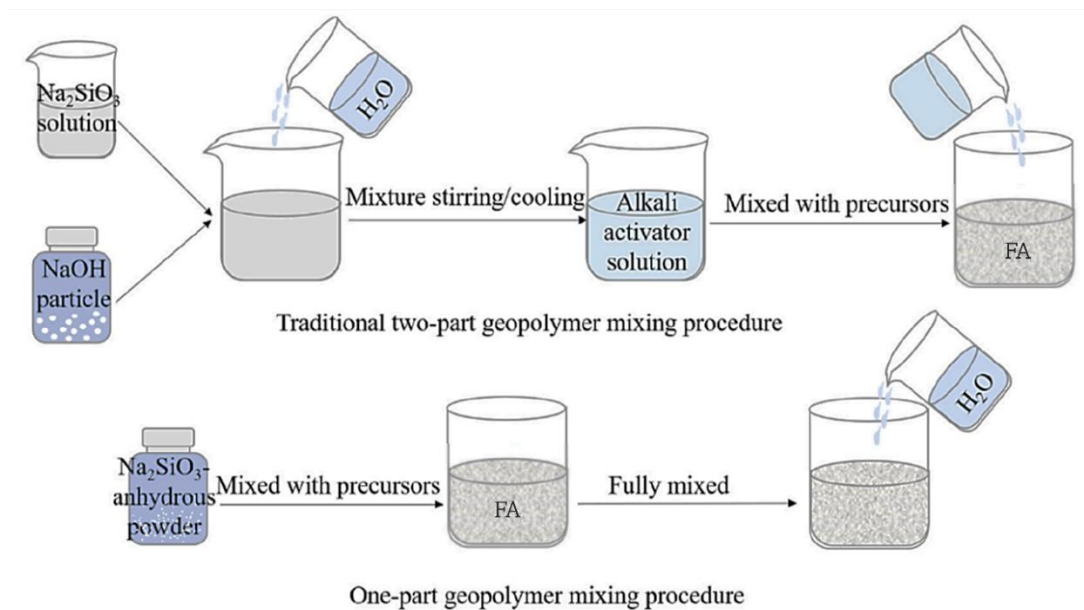 Na₂SiO₃
solution
H₂O
NaOH
particle
Mixture stirring/cooling
Alkali
activator
solution
Mixed with precursors
FA
Traditional two-part geopolymer mixing procedure
Na₂SiO₃-
anhydrous
powder
Mixed with precursors
FA
Fully mixed
H₂O
One-part geopolymer mixing procedure